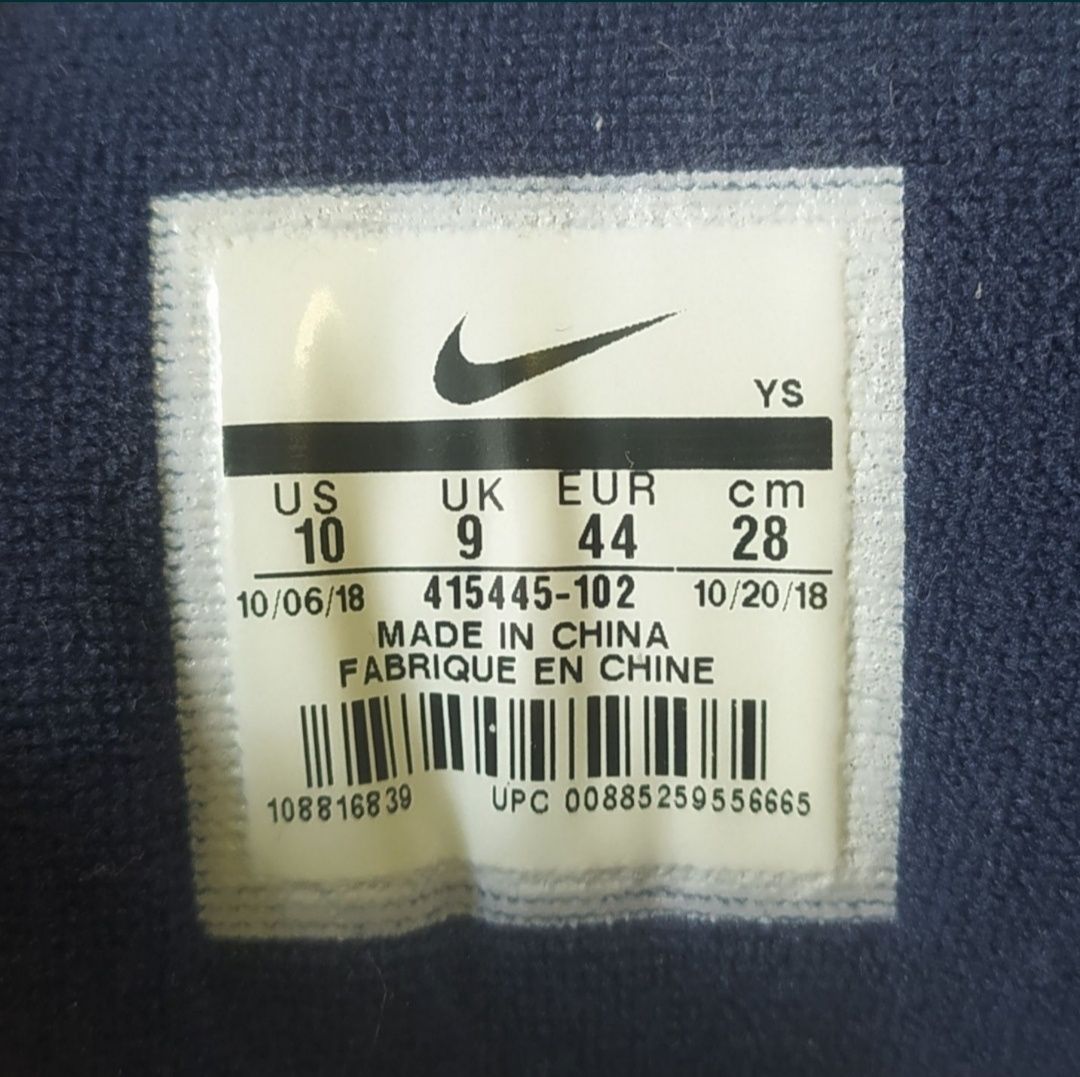 YS
US UK EUR cm
10 9 44 28
10/06/18 415445-102 10/20/18
MADE IN CHINA
FABRIQUE EN CHINE
108816839 UPC 00885259556665